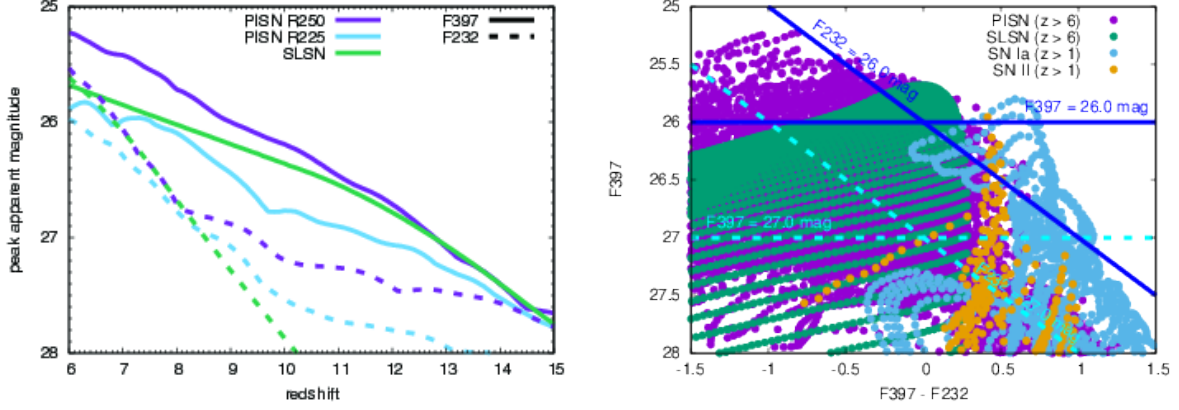 PISN R250
PISN R225
SLSN
F397
F232
25
26
27
28
peak apparent magnitude
6 7 8 9 10 11 12 13 14 15
redshift
PISN (z > 6)
SLSN (z > 6)
SN Ia (z > 1)
SN II (z > 1)
F232 = 26.0 mag
F397 = 26.0 mag
F397 = 27.0 mag
25
25.5
26
26.5
27
27.5
28
F397
-1.5 -1 -0.5 0 0.5 1 1.5
F397 - F232